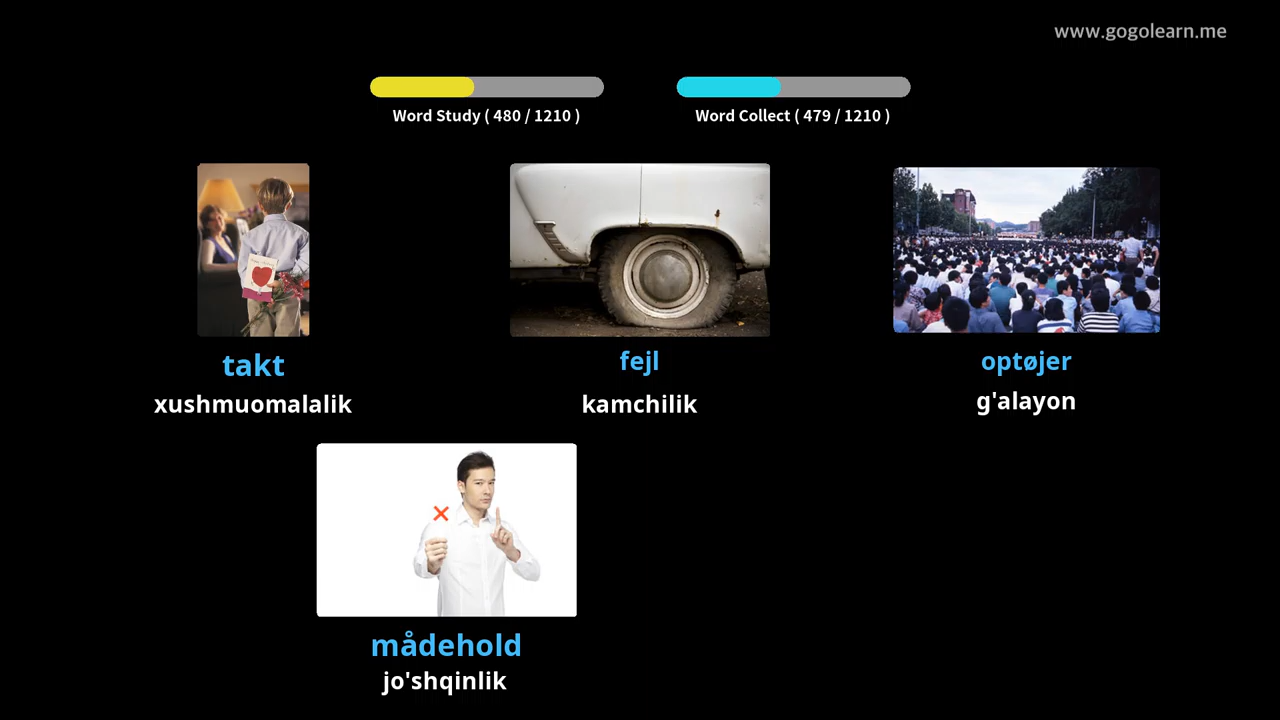 www.gogolearn.me
Word Study ( 480 / 1210 )
Word Collect ( 479 / 1210 )
takt
xushmuomalalik
fejl
kamchilik
optøjer
g'alayon
mådehold
jo'shqinlik